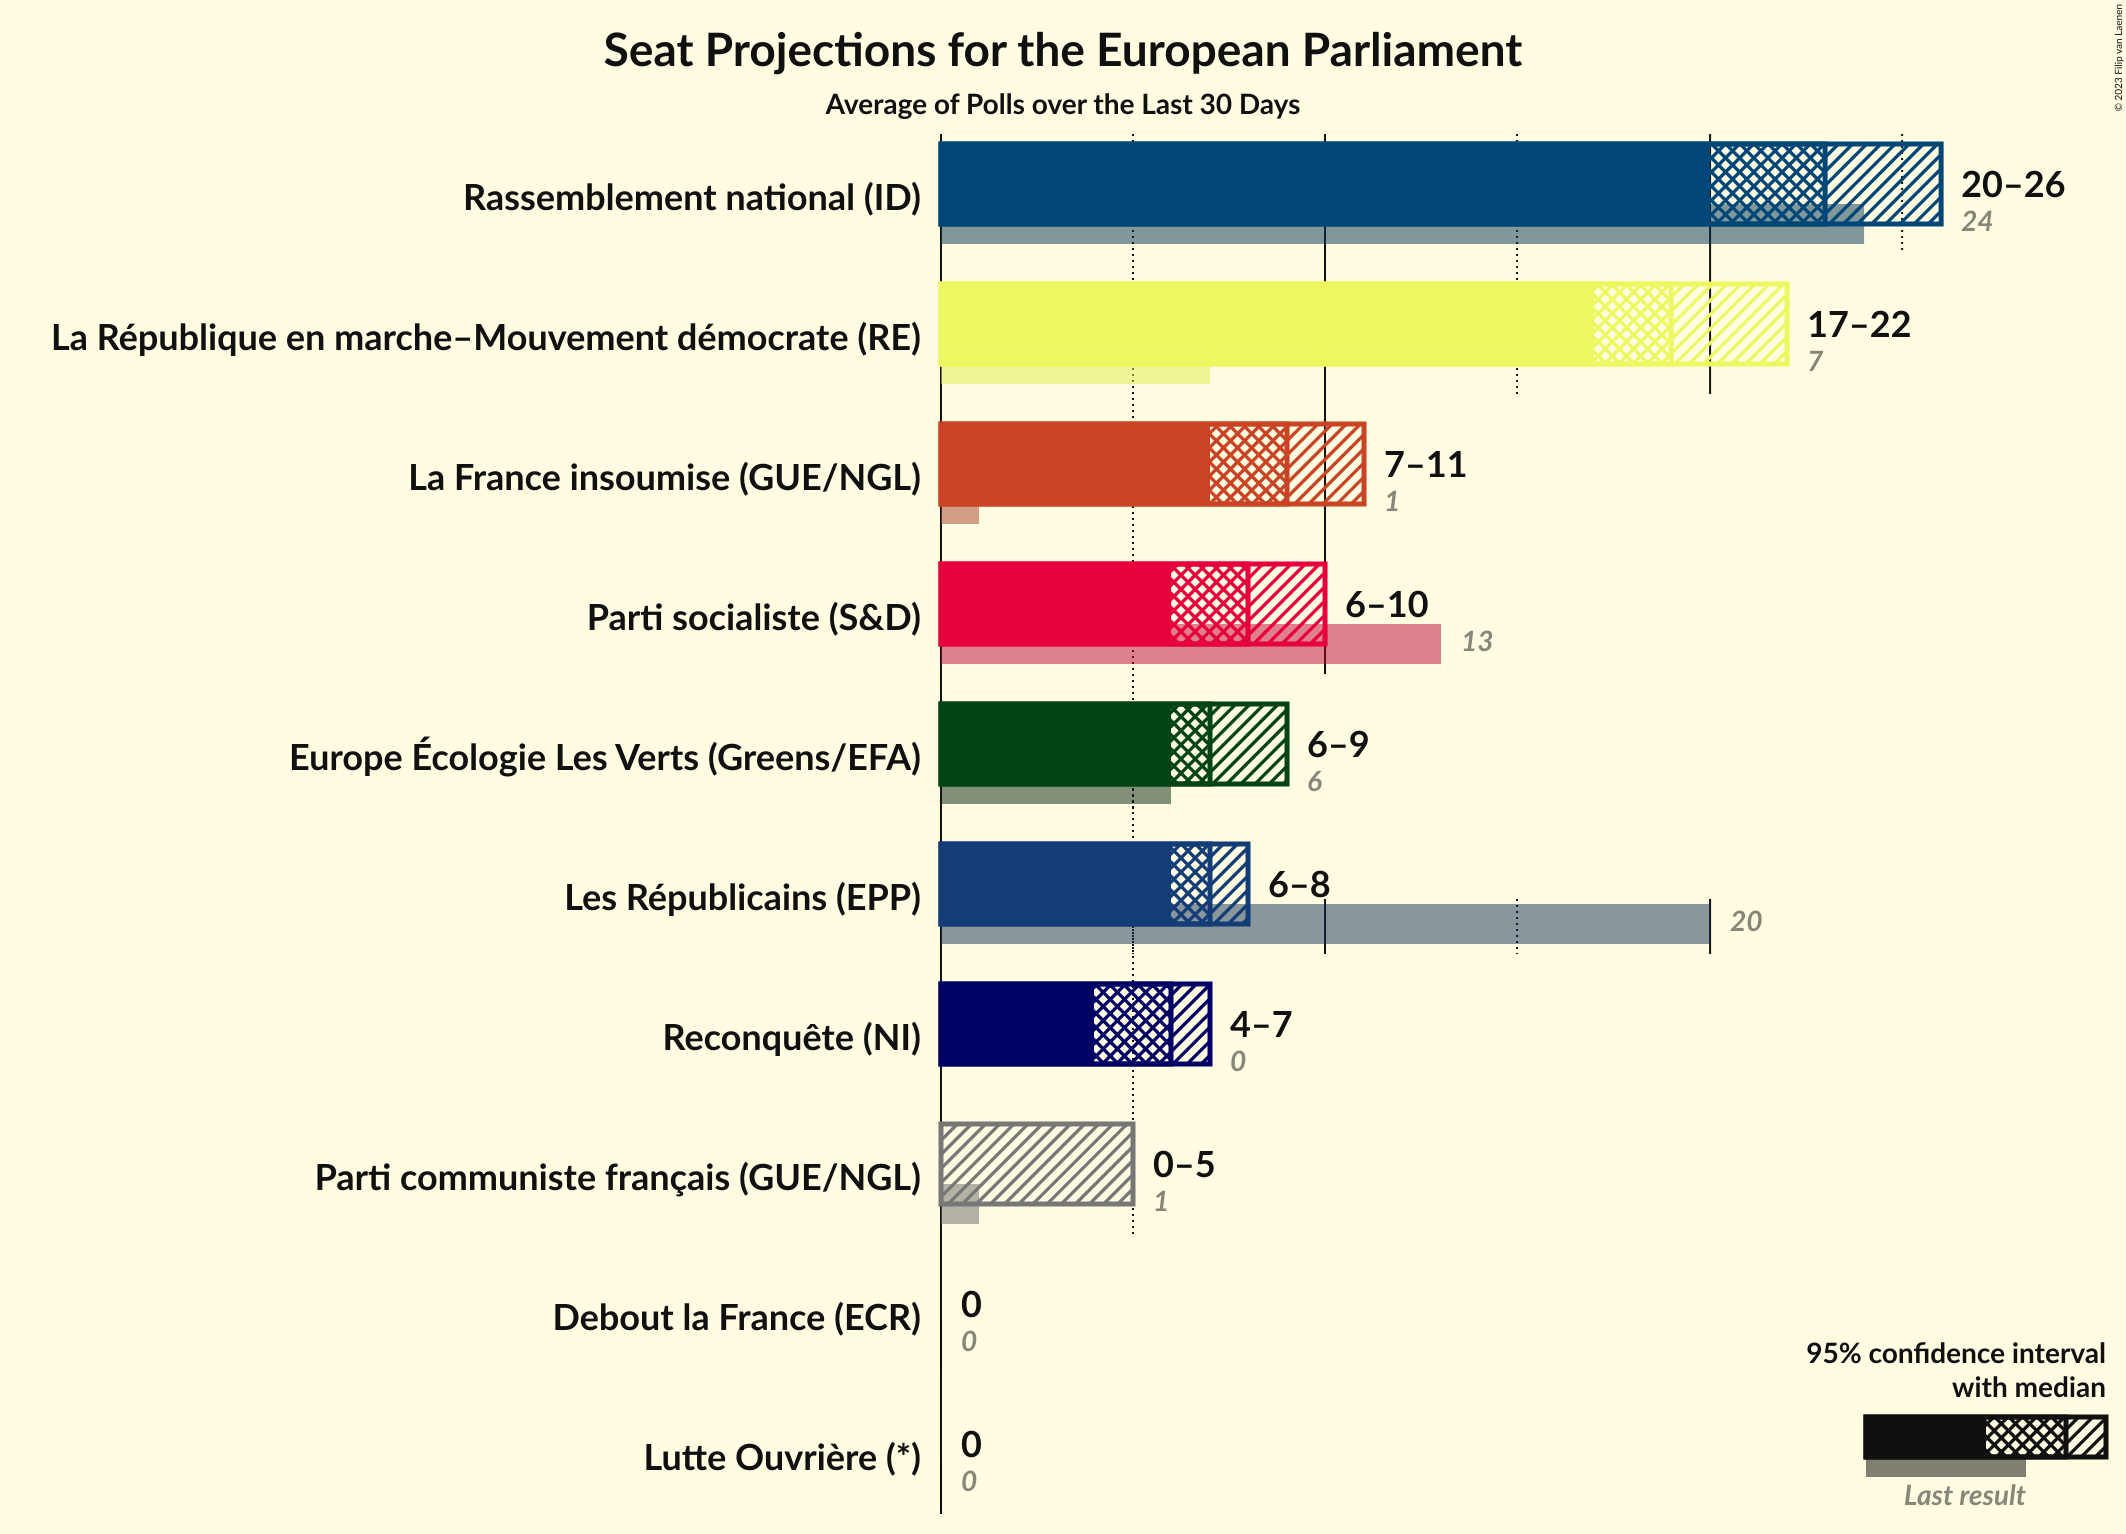 Seat Projections for the European Parliament
Average of Polls over the Last 30 Days
© 2023 Filip van Laenen
Rassemblement national (ID)
20–26
24
La République en marche–Mouvement démocrate (RE)
17–22
7
La France insoumise (GUE/NGL)
7–11
1
Parti socialiste (S&D)
6–10
13
Europe Écologie Les Verts (Greens/EFA)
6–9
6
Les Républicains (EPP)
6–8
20
Reconquête (NI)
4–7
0
Parti communiste français (GUE/NGL)
0–5
1
Debout la France (ECR)
0
0
Lutte Ouvrière (*)
0
0
95% confidence interval
with median
Last result